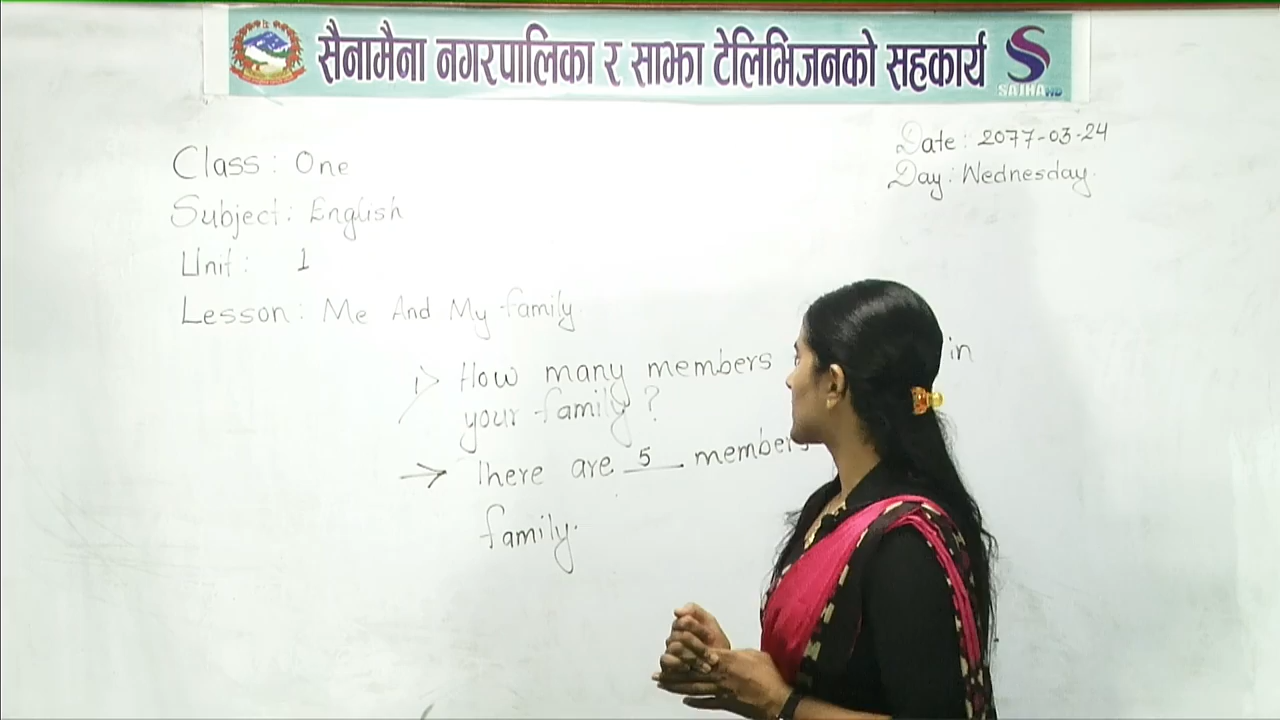 सैनामैना नगरपालिका र साझा टेलिभिजनको सहकार्य
SAJHA HD
Date : 2077-03-24
Day : Wednesday.
Class : One
Subject : English
Unit : 1
Lesson : Me And My family
1) How many members in
your family ?
→ There are 5 members
family.